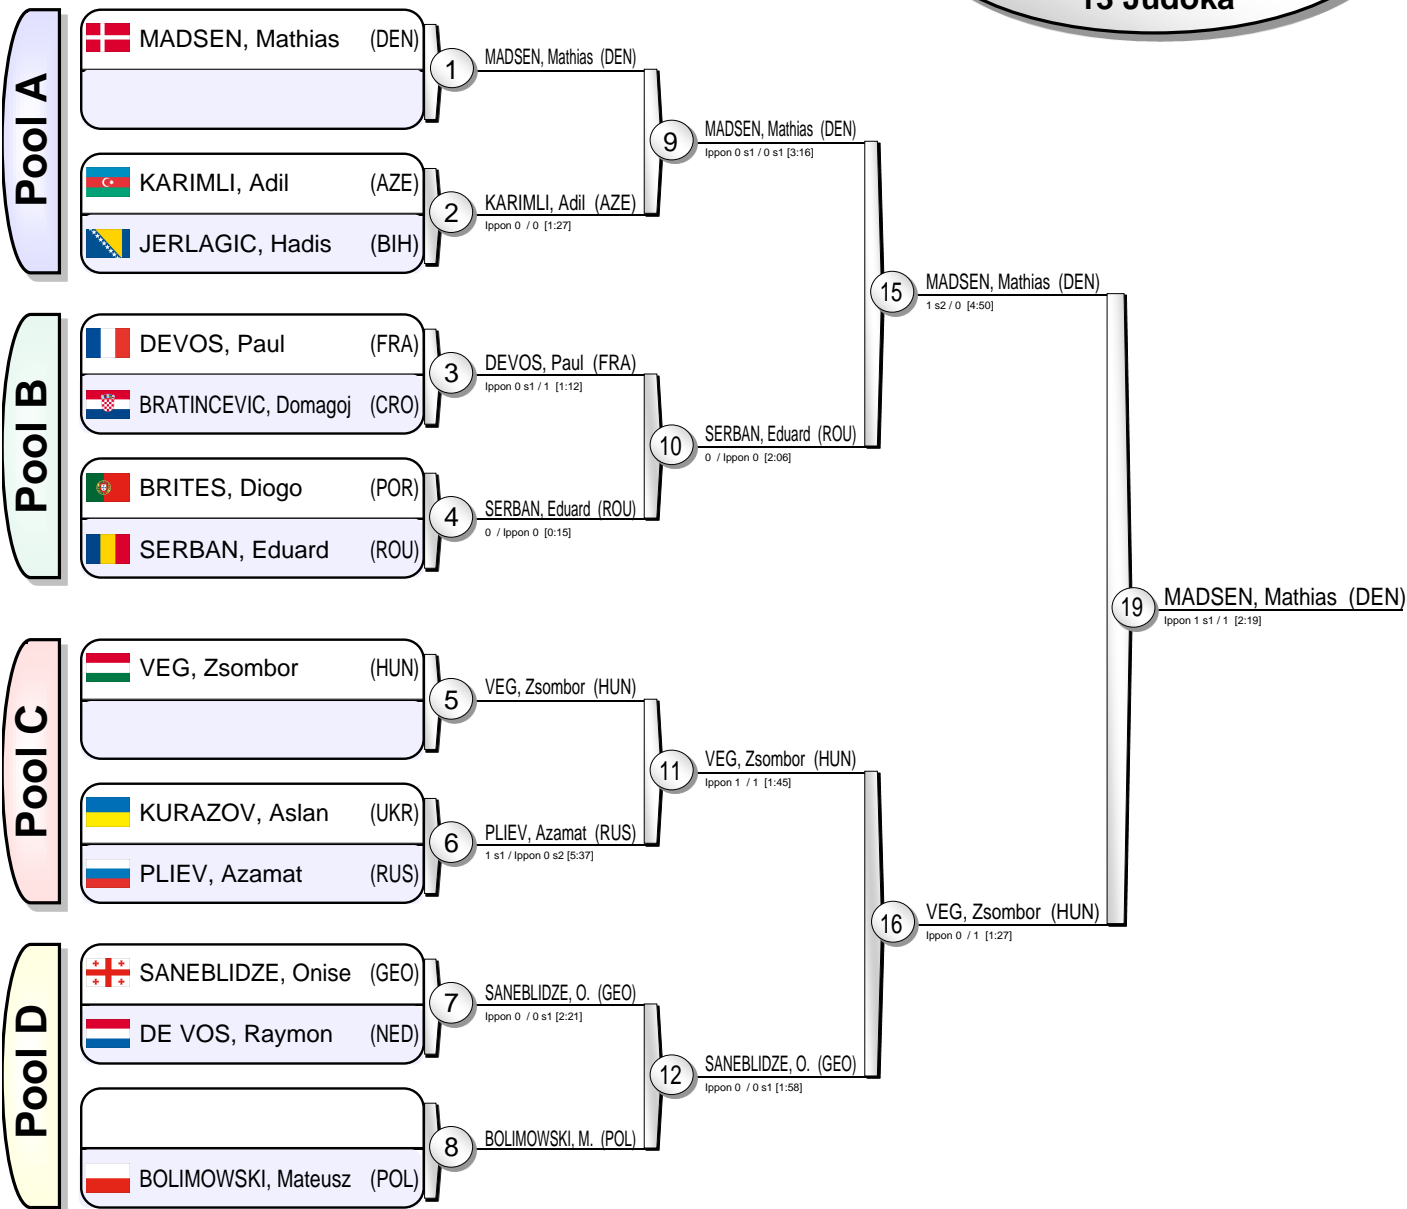 13 Judoka
Pool A
MADSEN, Mathias (DEN)
KARIMLI, Adil (AZE)
JERLAGIC, Hadis (BIH)
Pool B
DEVOS, Paul (FRA)
BRATINCEVIC, Domagoj (CRO)
BRITES, Diogo (POR)
SERBAN, Eduard (ROU)
Pool C
VEG, Zsombor (HUN)
KURAZOV, Aslan (UKR)
PLIEV, Azamat (RUS)
Pool D
SANEBLIDZE, Onise (GEO)
DE VOS, Raymon (NED)
BOLIMOWSKI, Mateusz (POL)
1
MADSEN, Mathias (DEN)
2
KARIMLI, Adil (AZE)
Ippon 0 / 0 [1:27]
3
DEVOS, Paul (FRA)
Ippon 0 s1 / 1 [1:12]
4
SERBAN, Eduard (ROU)
0 / Ippon 0 [0:15]
5
VEG, Zsombor (HUN)
6
PLIEV, Azamat (RUS)
1 s1 / Ippon 0 s2 [5:37]
7
SANEBLIDZE, O. (GEO)
Ippon 0 / 0 s1 [2:21]
8
BOLIMOWSKI, M. (POL)
9
MADSEN, Mathias (DEN)
Ippon 0 s1 / 0 s1 [3:16]
10
SERBAN, Eduard (ROU)
0 / Ippon 0 [2:06]
11
VEG, Zsombor (HUN)
Ippon 1 / 1 [1:45]
12
SANEBLIDZE, O. (GEO)
Ippon 0 / 0 s1 [1:58]
15
MADSEN, Mathias (DEN)
1 s2 / 0 [4:50]
16
VEG, Zsombor (HUN)
Ippon 0 / 1 [1:27]
19
MADSEN, Mathias (DEN)
Ippon 1 s1 / 1 [2:19]